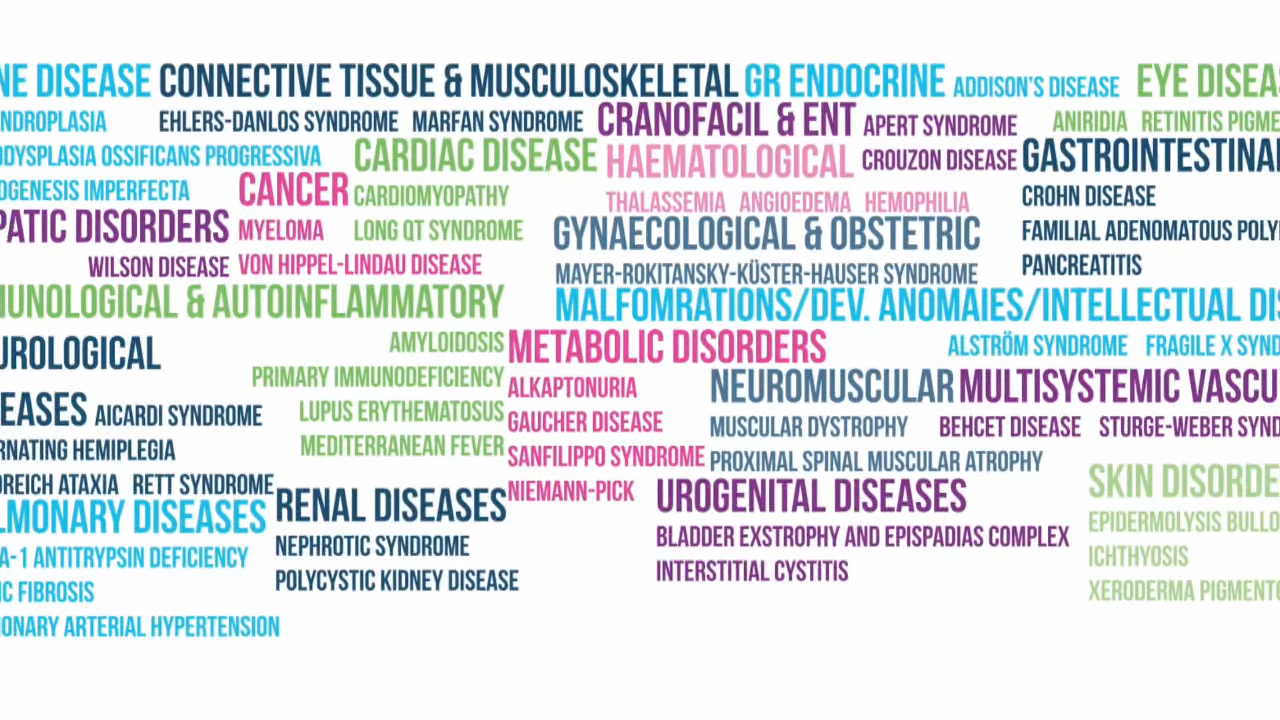 NE DISEASE CONNECTIVE TISSUE & MUSCULOSKELETAL GR ENDOCRINE ADDISON'S DISEASE EYE DISEA
NDROPLASIA EHLERS-DANLOS SYNDROME MARFAN SYNDROME CRANOFACIL & ENT APERT SYNDROME ANIRIDIA RETINITIS PIGME
ODYSPLASIA OSSIFICANS PROGRESSIVA CARDIAC DISEASE HAEMATOLOGICAL CROUZON DISEASE GASTROINTESTINA
OGENESIS IMPERFECTA CANCER CARDIOMYOPATHY THALASSEMIA ANGIOEDEMA HEMOPHILIA CROHN DISEASE
PATIC DISORDERS MYELOMA LONG QT SYNDROME GYNAECOLOGICAL & OBSTETRIC FAMILIAL ADENOMATOUS POLY
WILSON DISEASE VON HIPPEL-LINDAU DISEASE MAYER-ROKITANSKY-KÜSTER-HAUSER SYNDROME PANCREATITIS
UNOLOGICAL & AUTOINFLAMMATORY MALFOMRATIONS/DEV. ANOMAIES/INTELLECTUAL DIS
UROLOGICAL AMYLOIDOSIS METABOLIC DISORDERS ALSTRÖM SYNDROME FRAGILE X SYND
PRIMARY IMMUNODEFICIENCY ALKAPTONURIA NEUROMUSCULAR MULTISYSTEMIC VASCU
EASES AICARDI SYNDROME LUPUS ERYTHEMATOSUS GAUCHER DISEASE MUSCULAR DYSTROPHY BEHCET DISEASE STURGE-WEBER SYND
RNATING HEMIPLEGIA MEDITERRANEAN FEVER SANFILIPPO SYNDROME PROXIMAL SPINAL MUSCULAR ATROPHY
DREICH ATAXIA RETT SYNDROME NIEMANN-PICK SKIN DISORDE
LMONARY DISEASES RENAL DISEASES UROGENITAL DISEASES EPIDERMOLYSIS BULLO
A-1 ANTITRYPSIN DEFICIENCY NEPHROTIC SYNDROME BLADDER EXSTROPHY AND EPISPADIAS COMPLEX ICHTHYOSIS
IC FIBROSIS POLYCYSTIC KIDNEY DISEASE INTERSTITIAL CYSTITIS XERODERMA PIGMENTO
ONARY ARTERIAL HYPERTENSION